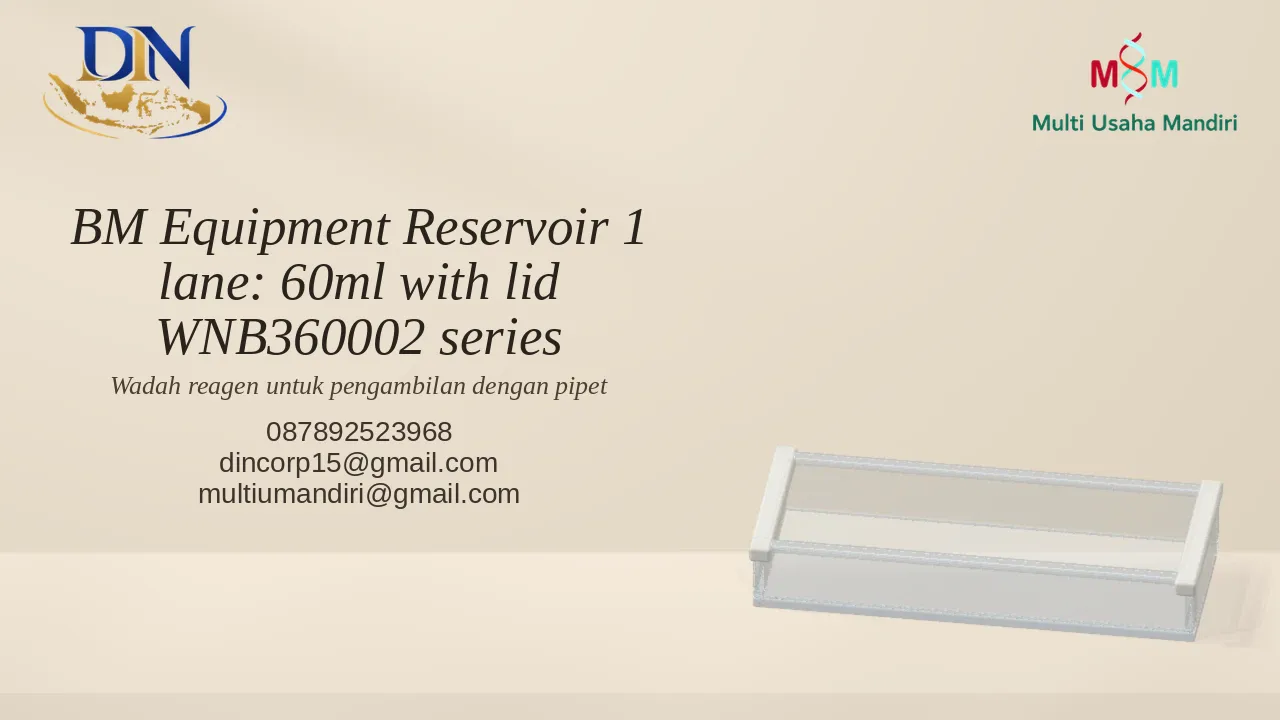 DN
M M
Multi Usaha Mandiri
BM Equipment Reservoir 1
lane: 60ml with lid
WNB360002 series
Wadah reagen untuk pengambilan dengan pipet
087892523968
dincorp15@gmail.com
multiumandiri@gmail.com